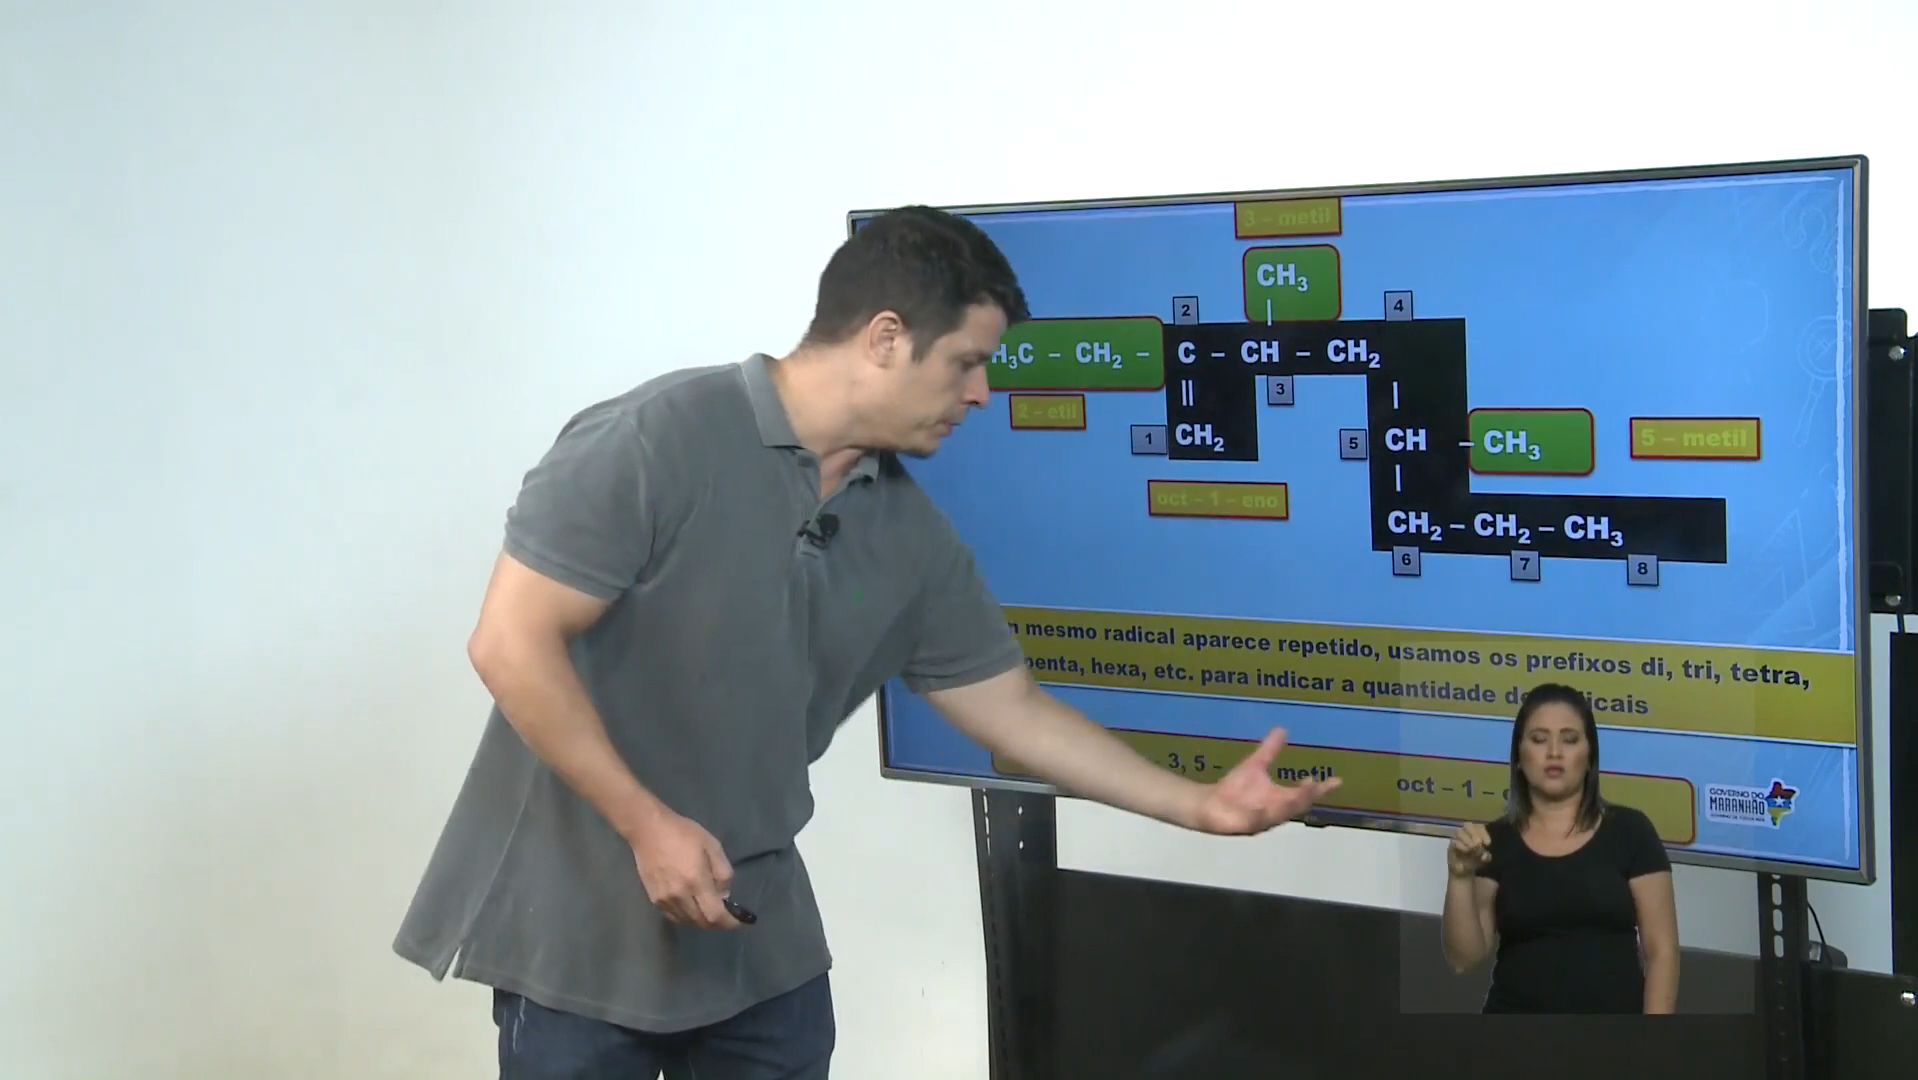 3 – metil
CH3
2
4
H3C – CH2 –
C – CH – CH2
3
2 – etil
1
CH2
5
CH
– CH3
5 – metil
oct – 1 – eno
CH2 – CH2 – CH3
6
7
8
mesmo radical aparece repetido, usamos os prefixos di, tri, tetra,
penta, hexa, etc. para indicar a quantidade de
- 3, 5 –
metil
oct – 1 –
GOVERNO DO
MARANHÃO